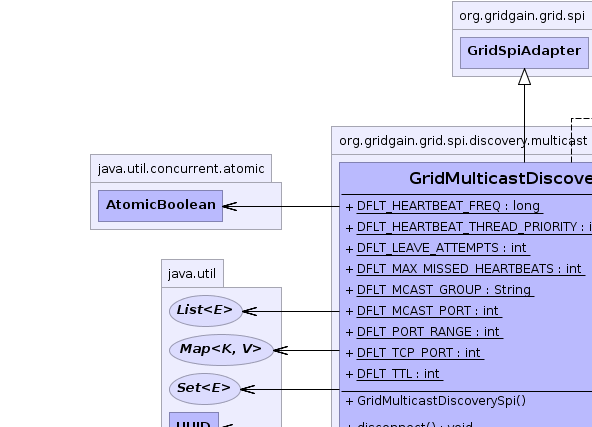 org.gridgain.grid.spi
GridSpiAdapter
org.gridgain.grid.spi.discovery.multicast
java.util.concurrent.atomic
AtomicBoolean
GridMulticastDiscove
+ DFLT_HEARTBEAT_FREQ : long
+ DFLT_HEARTBEAT_THREAD_PRIORITY : i
+ DFLT_LEAVE_ATTEMPTS : int
+ DFLT_MAX_MISSED_HEARTBEATS : int
+ DFLT_MCAST_GROUP : String
+ DFLT_MCAST_PORT : int
+ DFLT_PORT_RANGE : int
+ DFLT_TCP_PORT : int
+ DFLT_TTL : int
+ GridMulticastDiscoverySpi()
+ disconnect() : void
java.util
List<E>
Map<K, V>
Set<E>
UUID